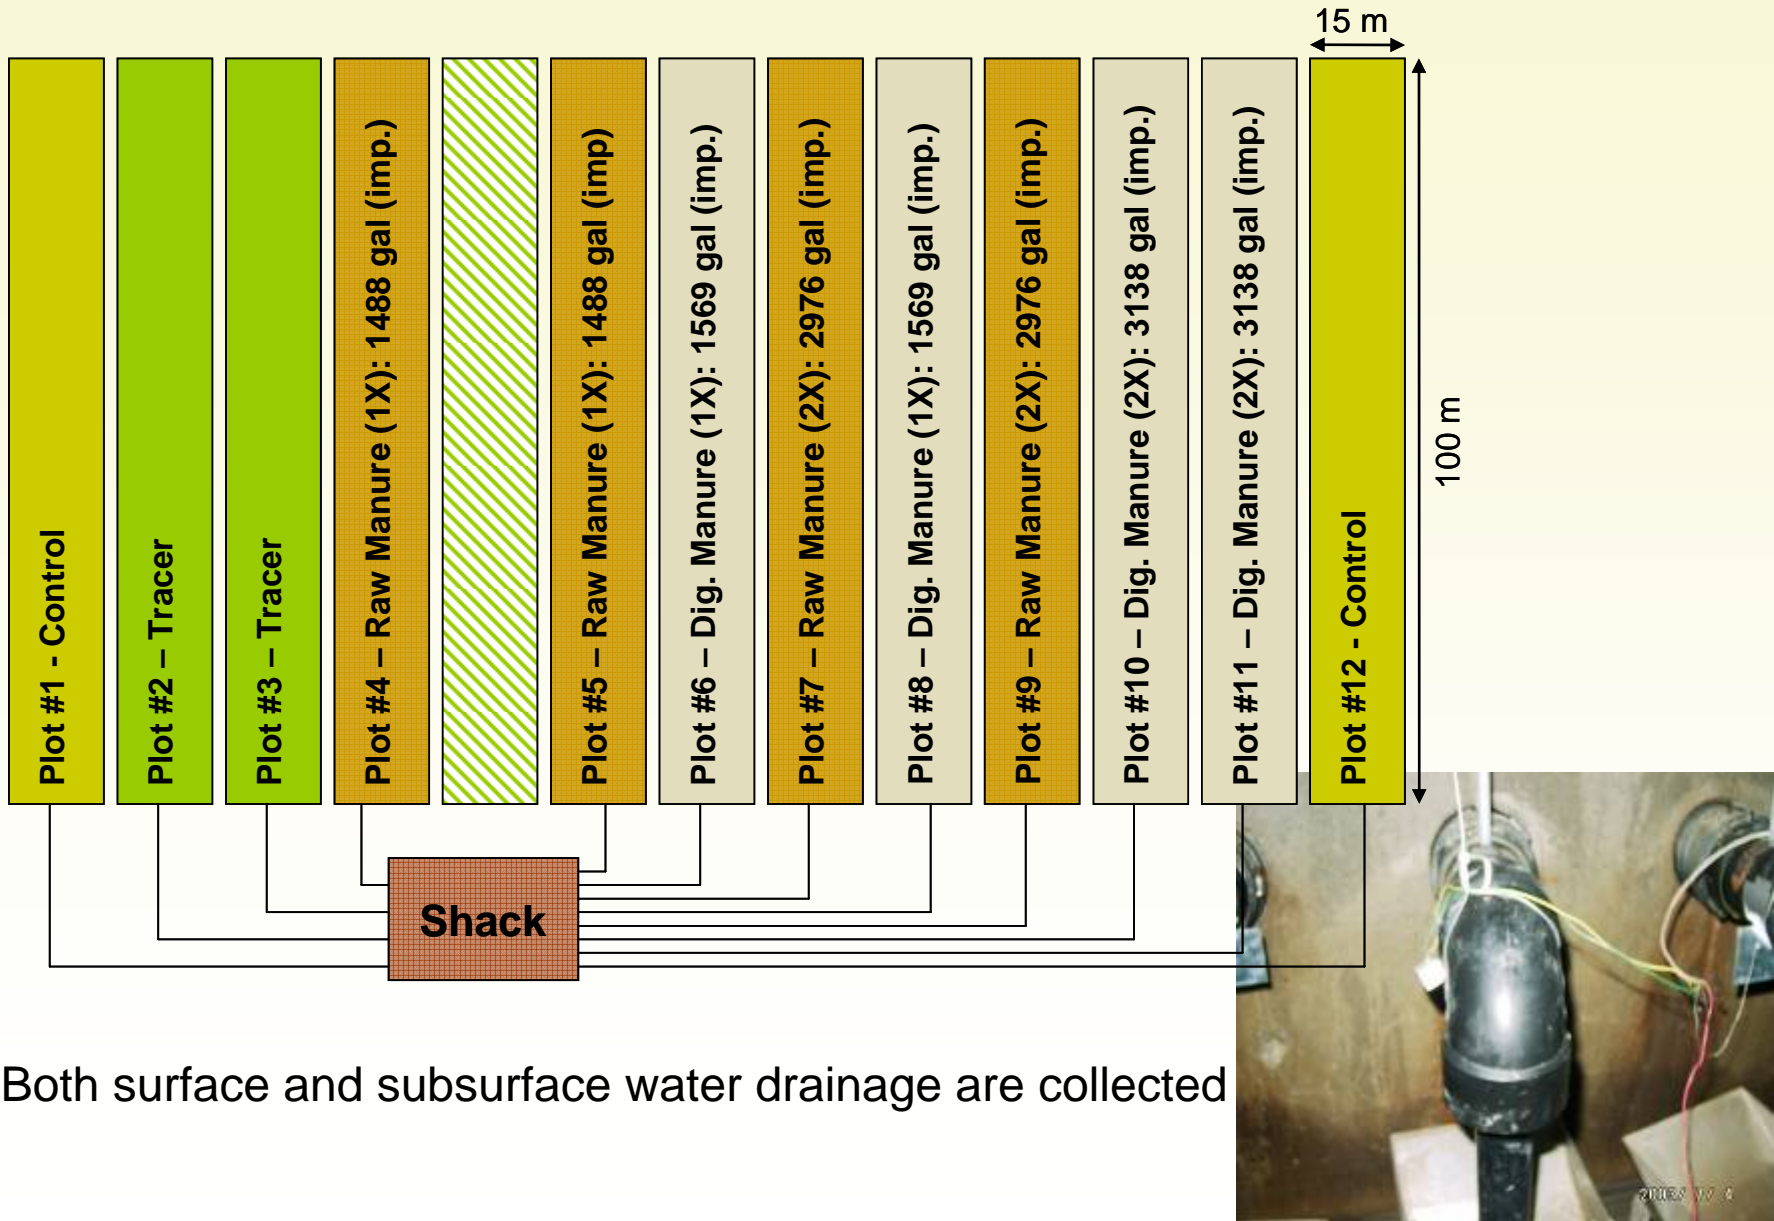 15 m
Plot #1 - Control
Plot #2 – Tracer
Plot #3 – Tracer
Plot #4 – Raw Manure (1X): 1488 gal (imp.)
Plot #5 – Raw Manure (1X): 1488 gal (imp)
Plot #6 – Dig. Manure (1X): 1569 gal (imp.)
Plot #7 – Raw Manure (2X): 2976 gal (imp.)
Plot #8 – Dig. Manure (1X): 1569 gal (imp.)
Plot #9 – Raw Manure (2X): 2976 gal (imp.)
Plot #10 – Dig. Manure (2X): 3138 gal (imp.)
Plot #11 – Dig. Manure (2X): 3138 gal (imp.)
Plot #12 - Control
100 m
Shack
Both surface and subsurface water drainage are collected